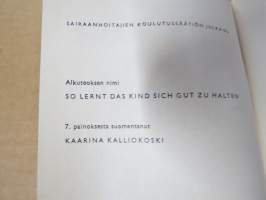 SAIRAANHOITAJIEN KOULUTUSSÄÄTIÖN JULKAISU
Alkuteoksen nimi
SO LERNT DAS KIND SICH GUT ZU HALTEN
7. painoksesta suomentanut
KAARINA KALLIOKOSKI